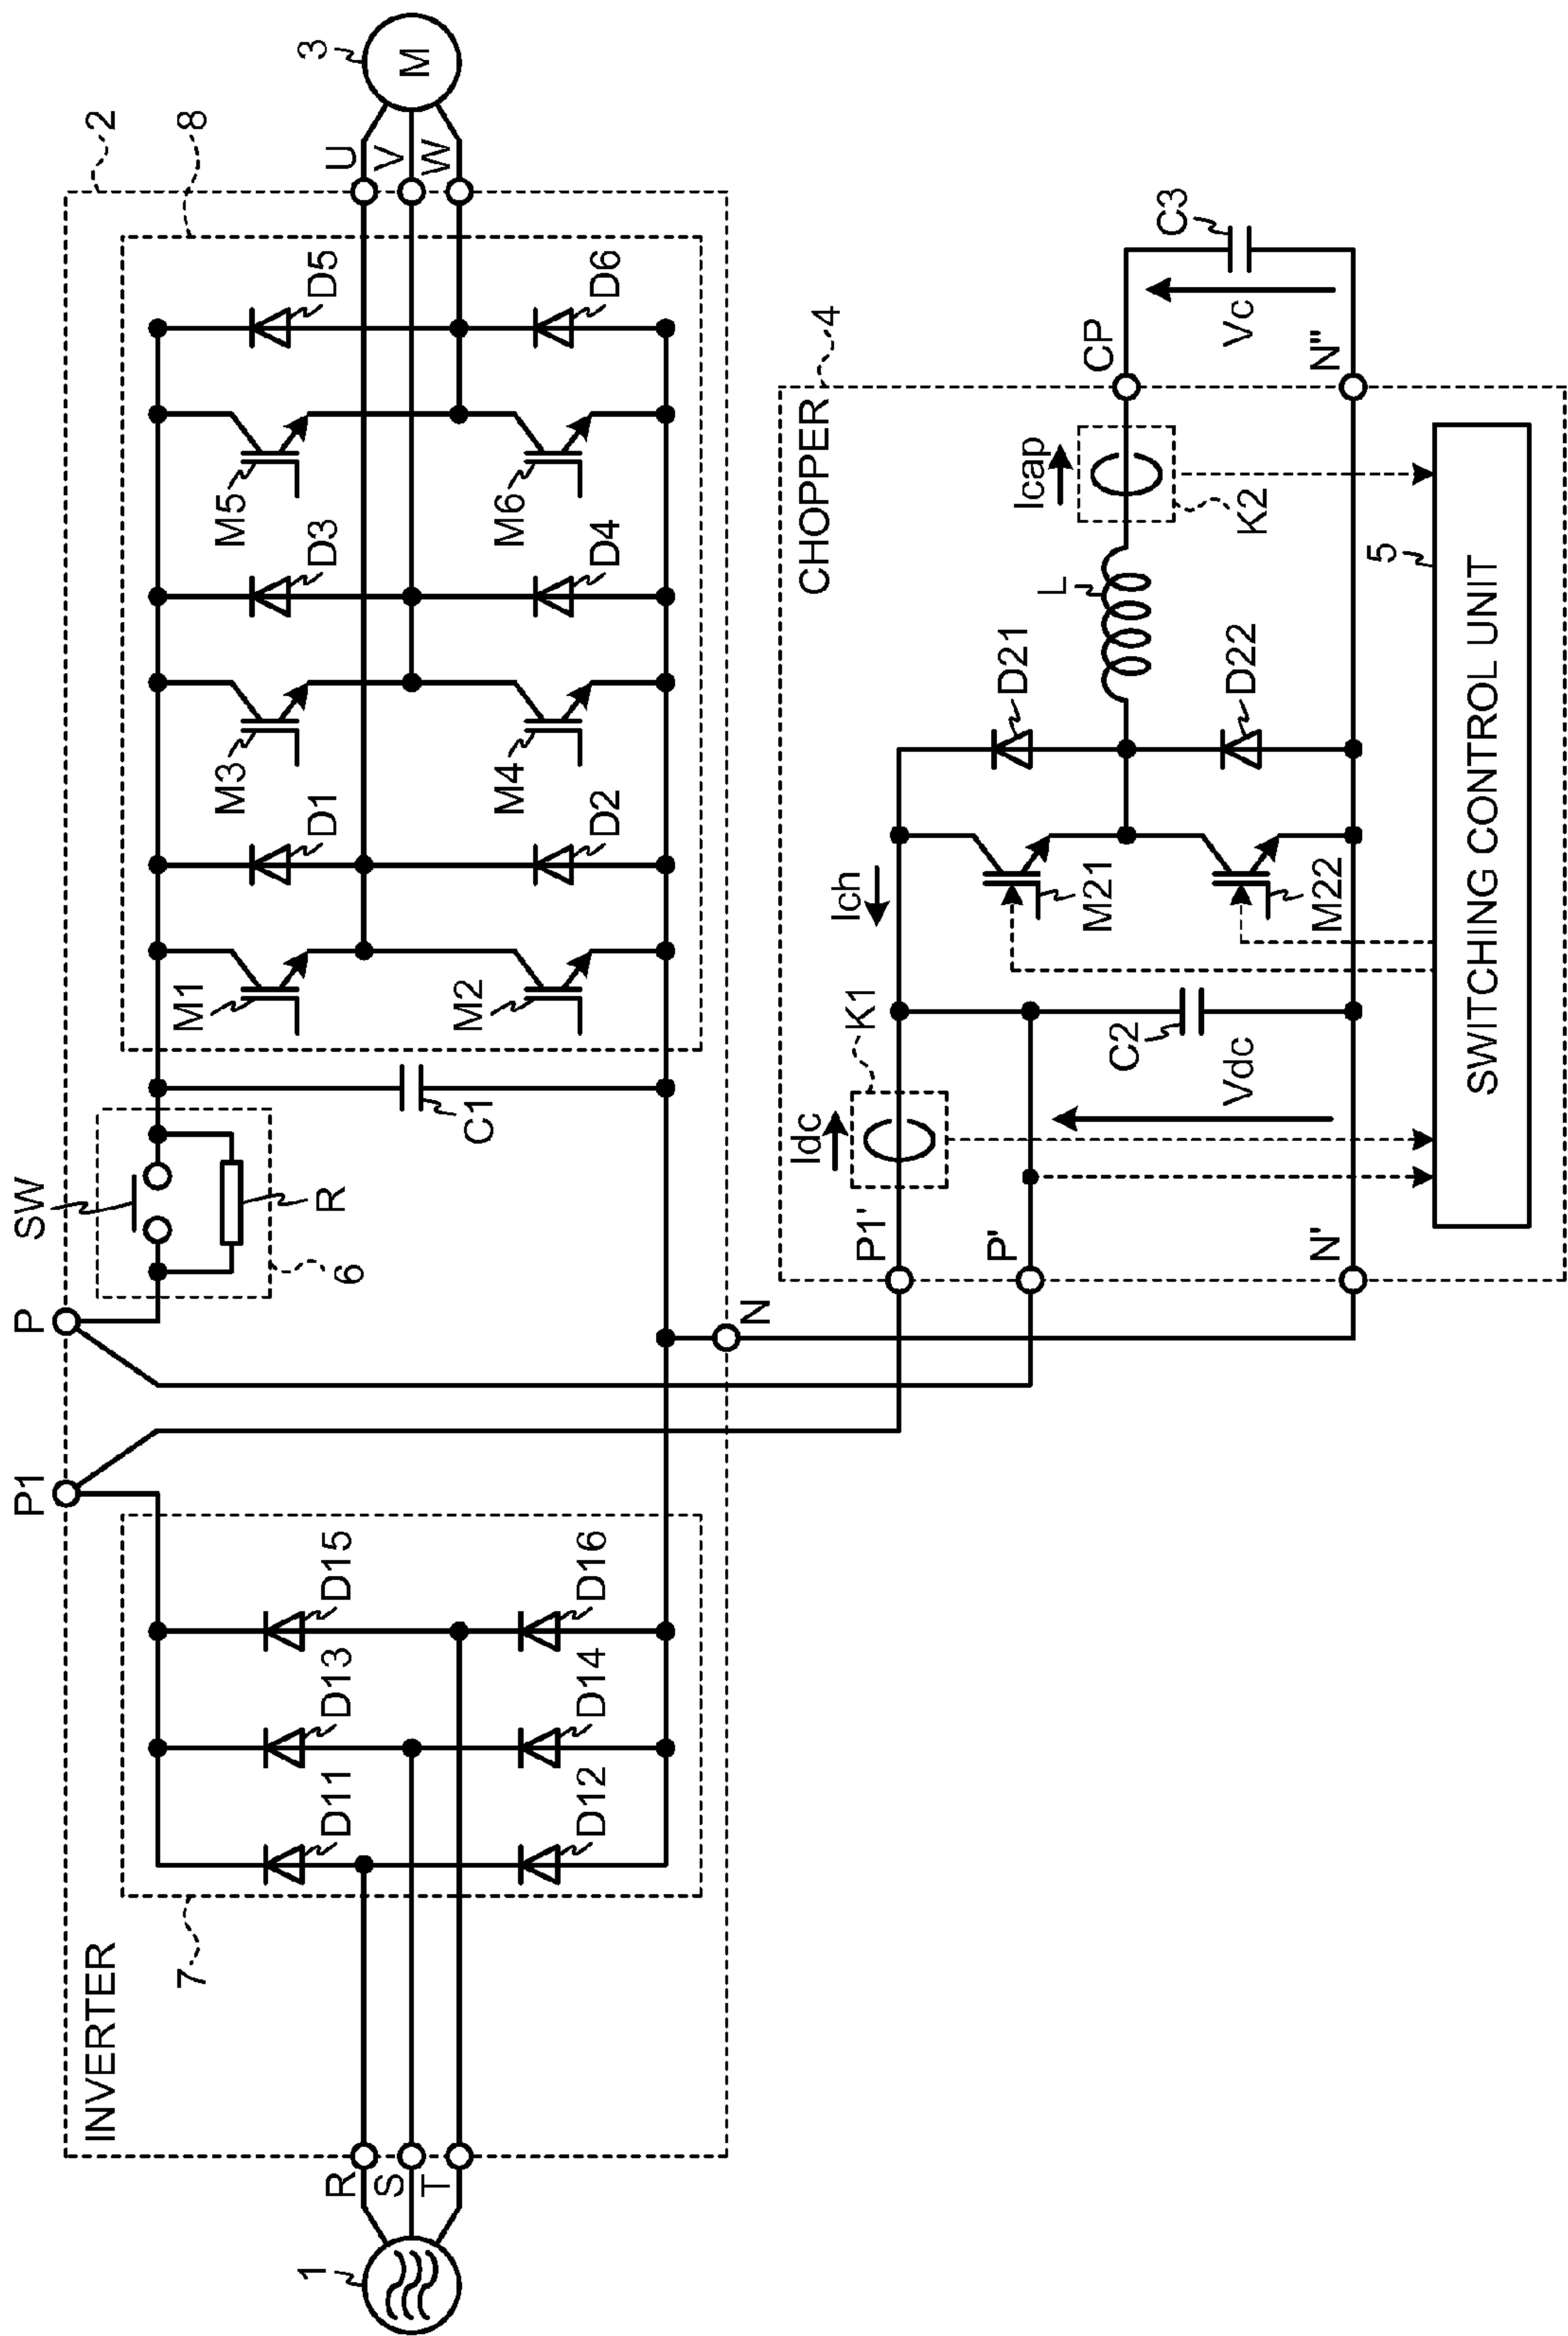 INVERTER
1
R
S
T
7
D11
D13
D15
D12
D14
D16
P1
P
N
SW
R
6
C1
2
8
M1
M2
D1
D2
M3
M4
D3
D4
M5
M6
D5
D6
U
V
W
3
M
CHOPPER
4
P1'
P'
N'
Idc
K1
Ich
C2
Vdc
M21
M22
D21
D22
L
Icap
K2
CP
N"
C3
Vc
5
SWITCHING CONTROL UNIT